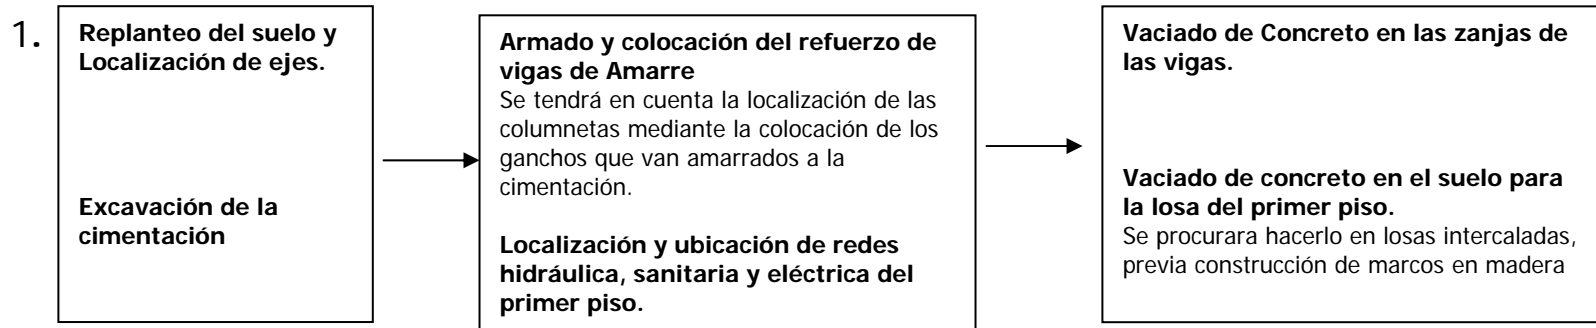 1.
Replanteo del suelo y
Localización de ejes.
Excavación de la
cimentación
Armado y colocación del refuerzo de
vigas de Amarre
Se tendrá en cuenta la localización de las
columnetas mediante la colocación de los
ganchos que van amarrados a la
cimentación.
Localización y ubicación de redes
hidráulica, sanitaria y eléctrica del
primer piso.
Vaciado de Concreto en las zanjas de
las vigas.
Vaciado de concreto en el suelo para
la losa del primer piso.
Se procurara hacerlo en losas intercaladas,
previa construcción de marcos en madera